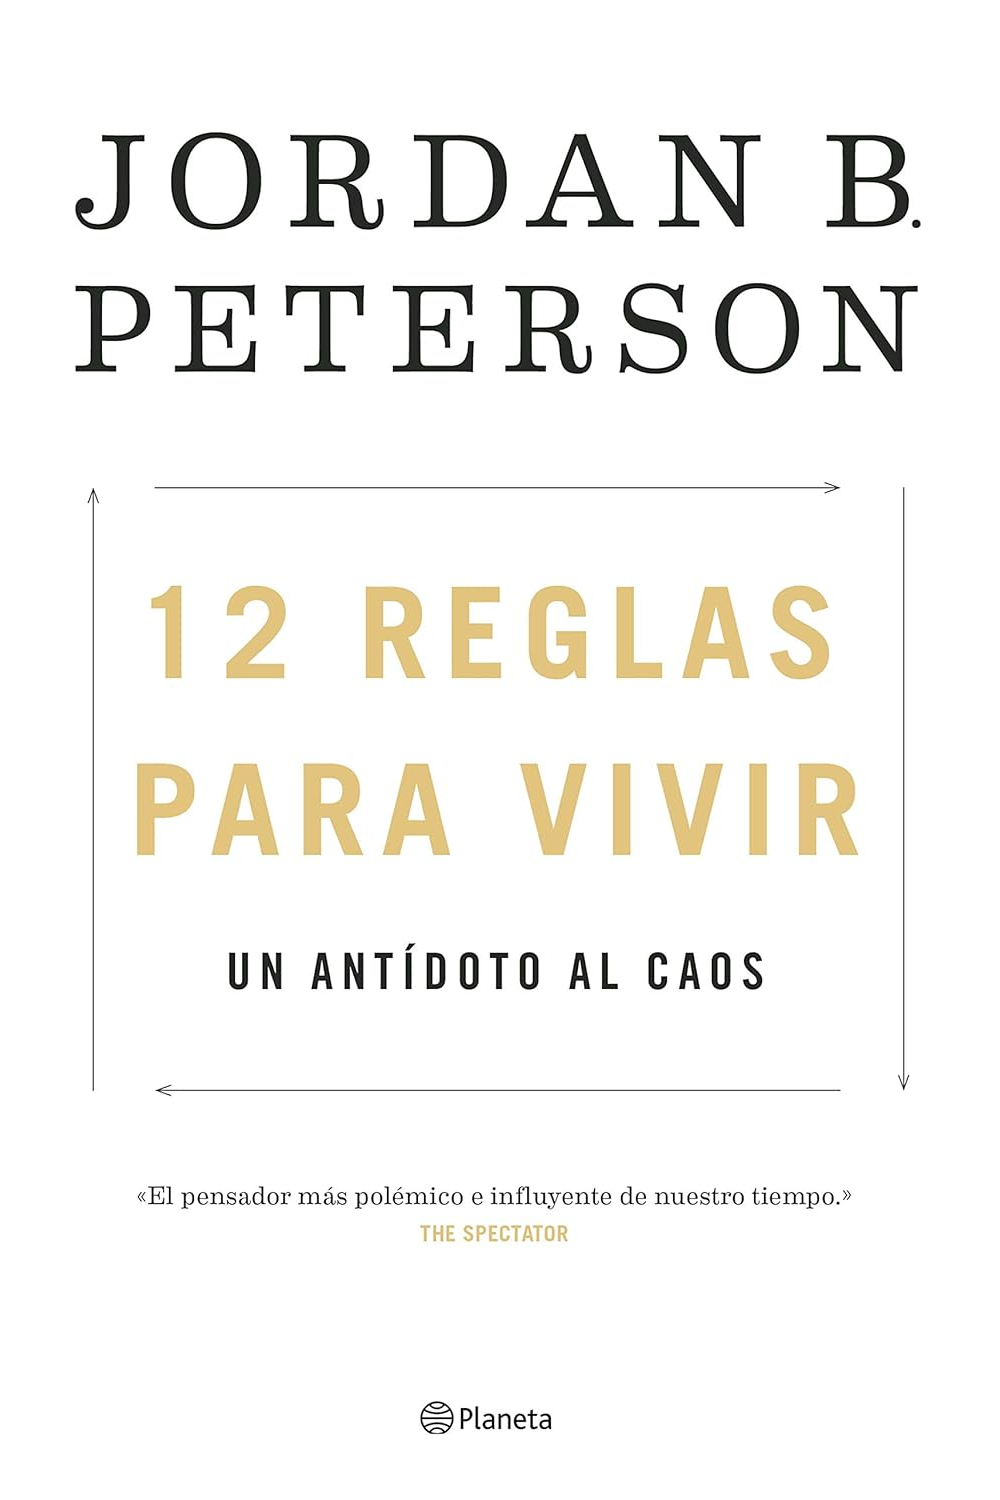 JORDAN B.
PETERSON
12 REGLAS
PARA VIVIR
UN ANTÍDOTO AL CAOS
«El pensador más polémico e influyente de nuestro tiempo.»
THE SPECTATOR
Planeta